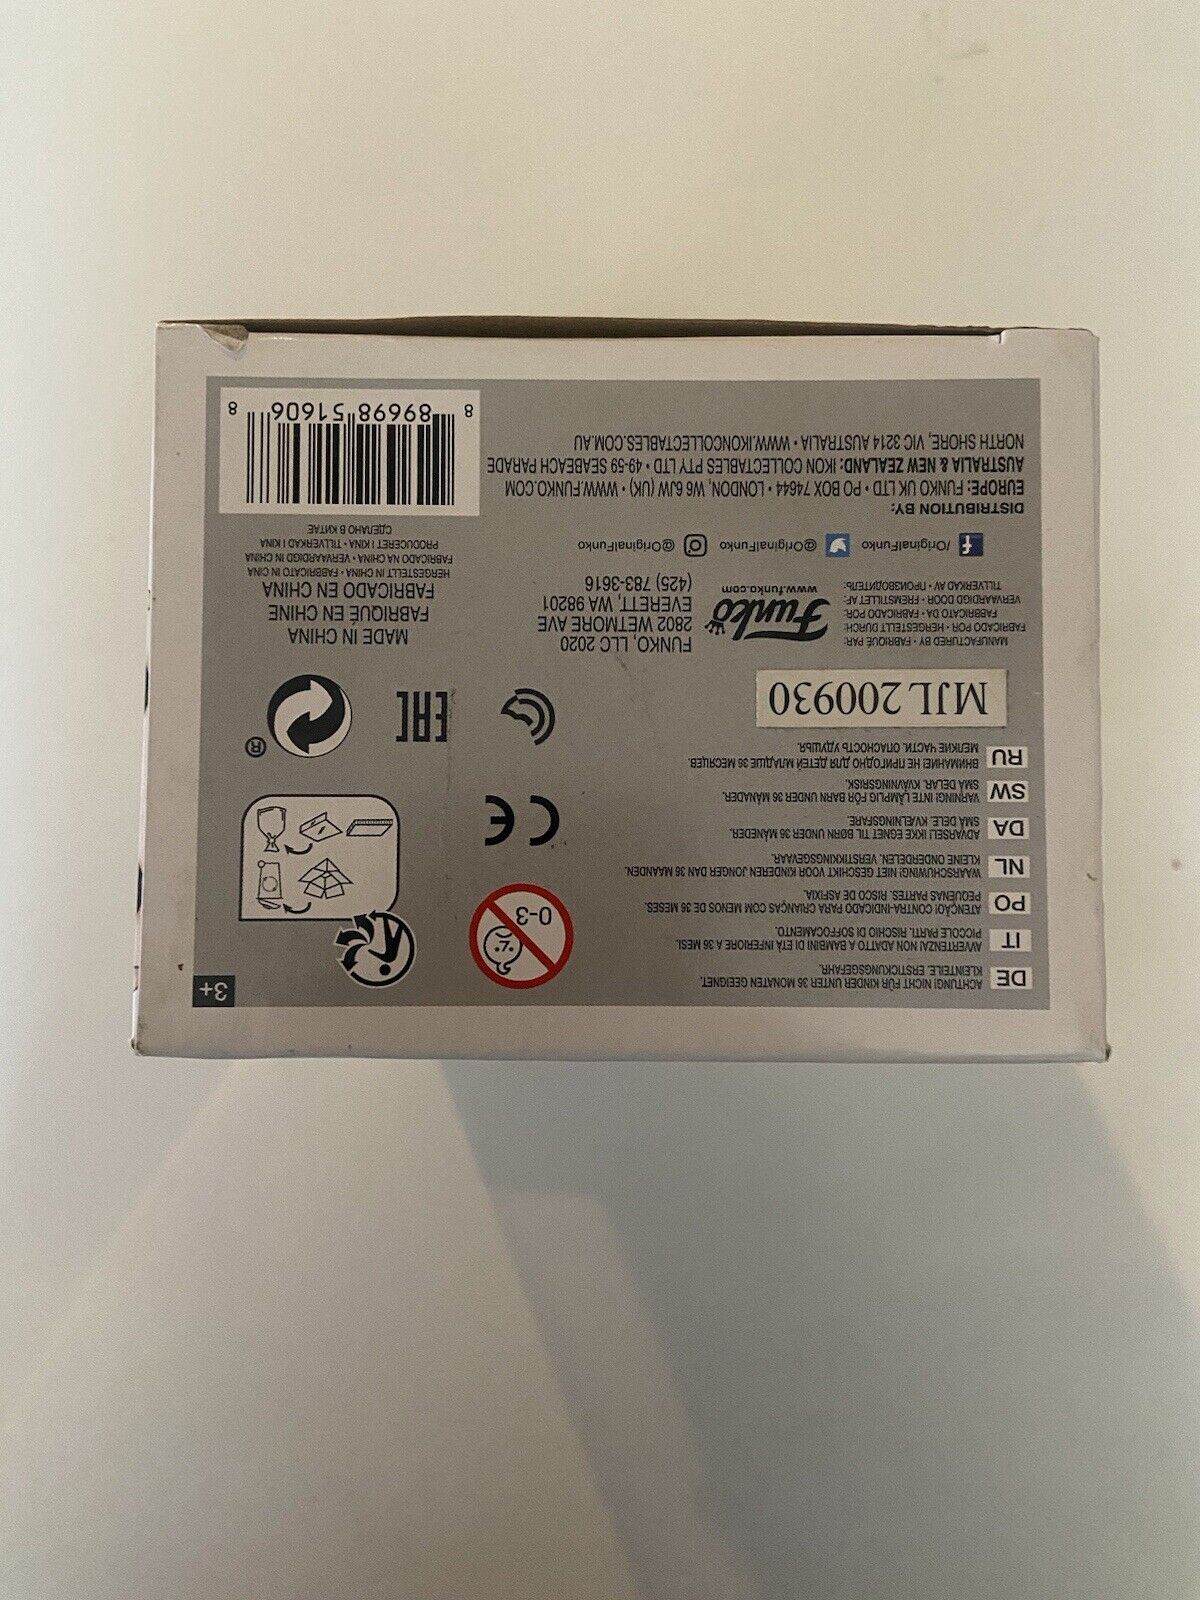 3+
DE
ACHTUNG! NICHT FÜR KINDER UNTER 36 MONATEN GEEIGNET.
KLEINTEILE. ERSTICKUNGSGEFAHR.
IT
AVVERTENZA! NON ADATTO A BAMBINI DI ETÀ INFERIORE A 36 MESI.
PICCOLE PARTI. RISCHIO DI SOFFOCAMENTO.
PO
ATENÇÃO! CONTRA-INDICADO PARA CRIANÇAS COM MENOS DE 36 MESES.
PEQUENAS PARTES. RISCO DE ASFIXIA.
NL
WAARSCHUWING! NIET GESCHIKT VOOR KINDEREN JONGER DAN 36 MAANDEN.
KLEINE ONDERDELEN. VERSTIKKINGSGEVAAR.
DA
ADVARSEL! IKKE EGNET TIL BØRN UNDER 36 MÅNEDER.
SMÅ DELE. KVÆLNINGSFARE.
SW
VARNING! INTE LÄMPLIG FÖR BARN UNDER 36 MÅNADER.
SMÅ DELAR. KVÄVNINGSRISK.
RU
ВНИМАНИЕ! НЕ ПРИГОДНО ДЛЯ ДЕТЕЙ МЛАДШЕ 36 МЕСЯЦЕВ.
МЕЛКИЕ ЧАСТИ. ОПАСНОСТЬ УДУШЬЯ.
0-3
CE
EAC
®
MJL 200930
MANUFACTURED BY • FABRIQUÉ PAR:
FABRICADO POR • HERGESTELLT DURCH:
FABBRICATO DA • FABRICADO POR:
VERVAARDIGD DOOR • FREMSTILLET AF:
TILLVERKAD AV • ПРОИЗВОДИТЕЛЬ:
Funko
www.funko.com
FUNKO, LLC 2020
2802 WETMORE AVE
EVERETT, WA 98201
(425) 783-3616
MADE IN CHINA
FABRIQUÉ EN CHINE
FABRICADO EN CHINA
HERGESTELLT IN CHINA • FABBRICATO IN CINA
FABRICADO NA CHINA • VERVAARDIGD IN CHINA
PRODUCERET I KINA • TILLVERKAD I KINA
СДЕЛАНО В КИТАЕ
/OriginalFunko @OriginalFunko @OriginalFunko
DISTRIBUTION BY:
EUROPE: FUNKO UK LTD • PO BOX 74644 • LONDON, W6 6JW (UK) • WWW.FUNKO.COM
AUSTRALIA & NEW ZEALAND: IKON COLLECTABLES PTY LTD • 49-59 SEABEACH PARADE
NORTH SHORE, VIC 3214 AUSTRALIA • WWW.IKONCOLLECTABLES.COM.AU
8 89698 51606 8